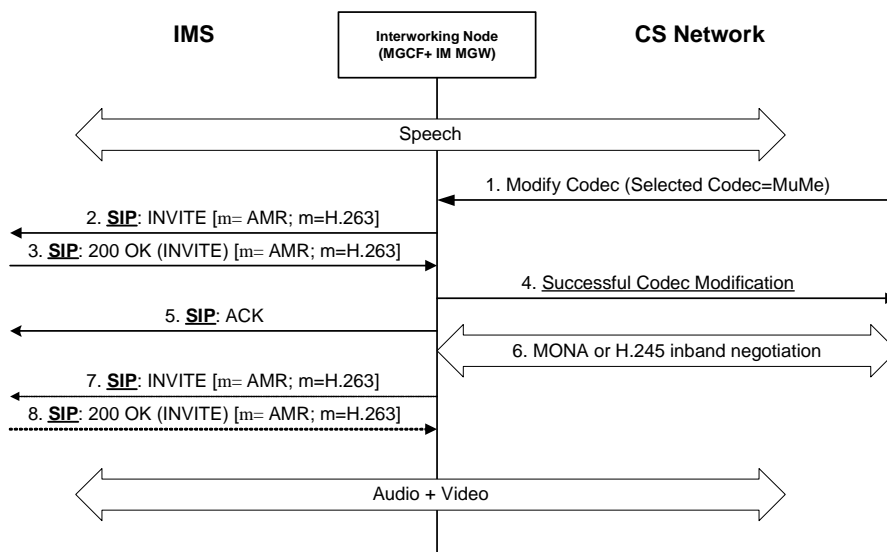 IMS
Interworking Node
(MGCF+ IM MGW)
CS Network
Speech
1. Modify Codec (Selected Codec=MuMe)
2. SIP: INVITE [m= AMR; m=H.263]
3. SIP: 200 OK (INVITE) [m= AMR; m=H.263]
4. Successful Codec Modification
5. SIP: ACK
6. MONA or H.245 inband negotiation
7. SIP: INVITE [m= AMR; m=H.263]
8. SIP: 200 OK (INVITE) [m= AMR; m=H.263]
Audio + Video